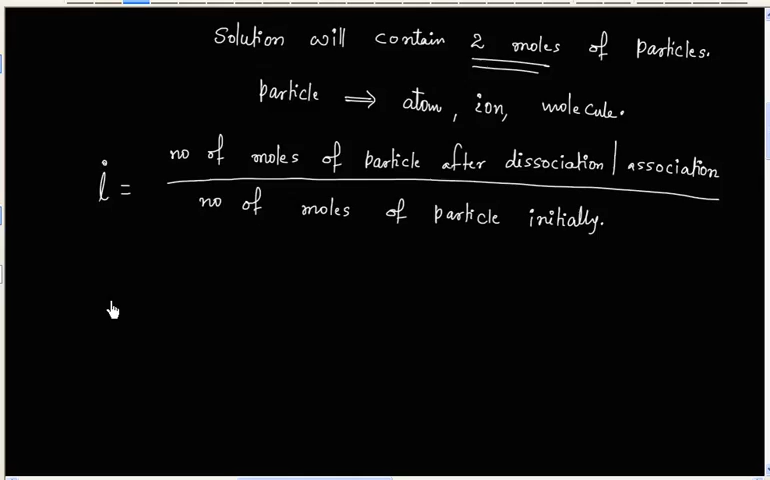 Solution will contain 2 moles of particles.
particle ⟹ atom, ion, molecule.
i = no of moles of particle after dissociation | association
no of moles of particle initially.